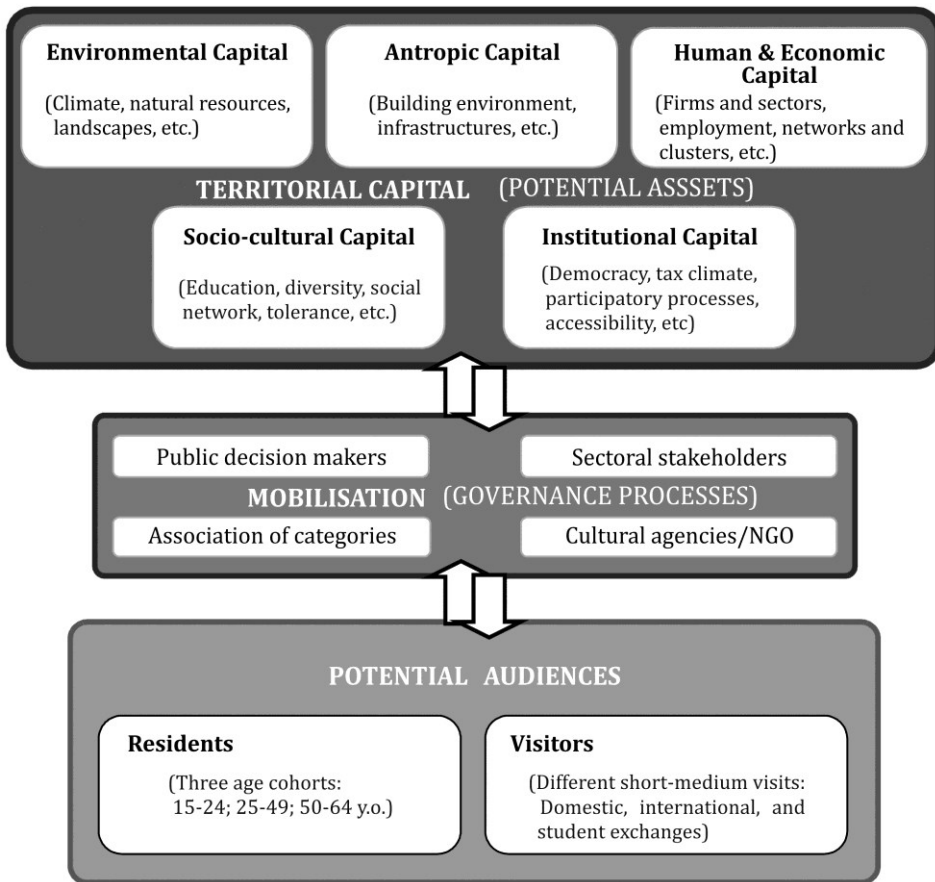 Environmental Capital
(Climate, natural resources,
landscapes, etc.)
Antropic Capital
(Building environment,
infrastructures, etc.)
Human & Economic
Capital
(Firms and sectors,
employment, networks and
clusters, etc.)
TERRITORIAL CAPITAL (POTENTIAL ASSSETS)
Socio-cultural Capital
(Education, diversity, social
network, tolerance, etc.)
Institutional Capital
(Democracy, tax climate,
participatory processes,
accessibility, etc)
Public decision makers
Sectoral stakeholders
MOBILISATION (GOVERNANCE PROCESSES)
Association of categories
Cultural agencies/NGO
POTENTIAL AUDIENCES
Residents
(Three age cohorts:
15-24; 25-49; 50-64 y.o.)
Visitors
(Different short-medium visits:
Domestic, international, and
student exchanges)